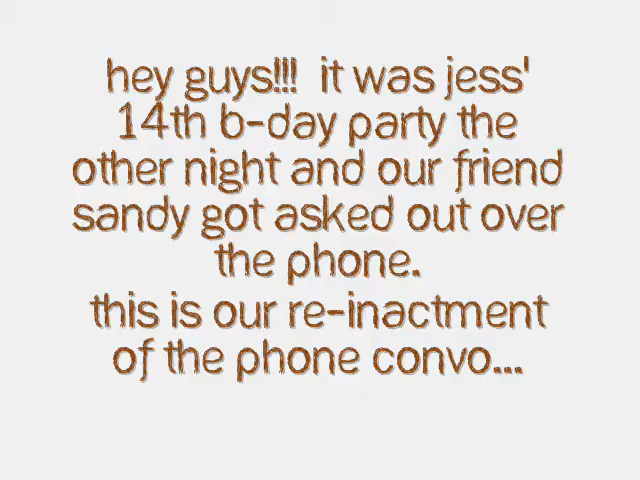 hey guys!!! it was jess'
14th b-day party the
other night and our friend
sandy got asked out over
the phone.
this is our re-inactment
of the phone convo...